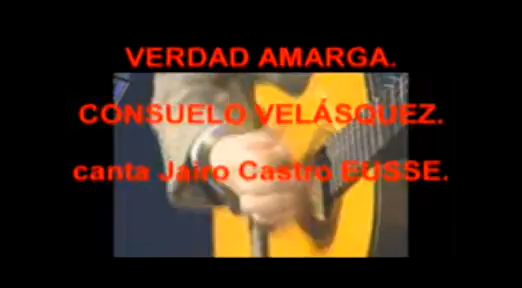 VERDAD AMARGA.
CONSUELO VELÁSQUEZ.
canta Jairo Castro EUSSE.